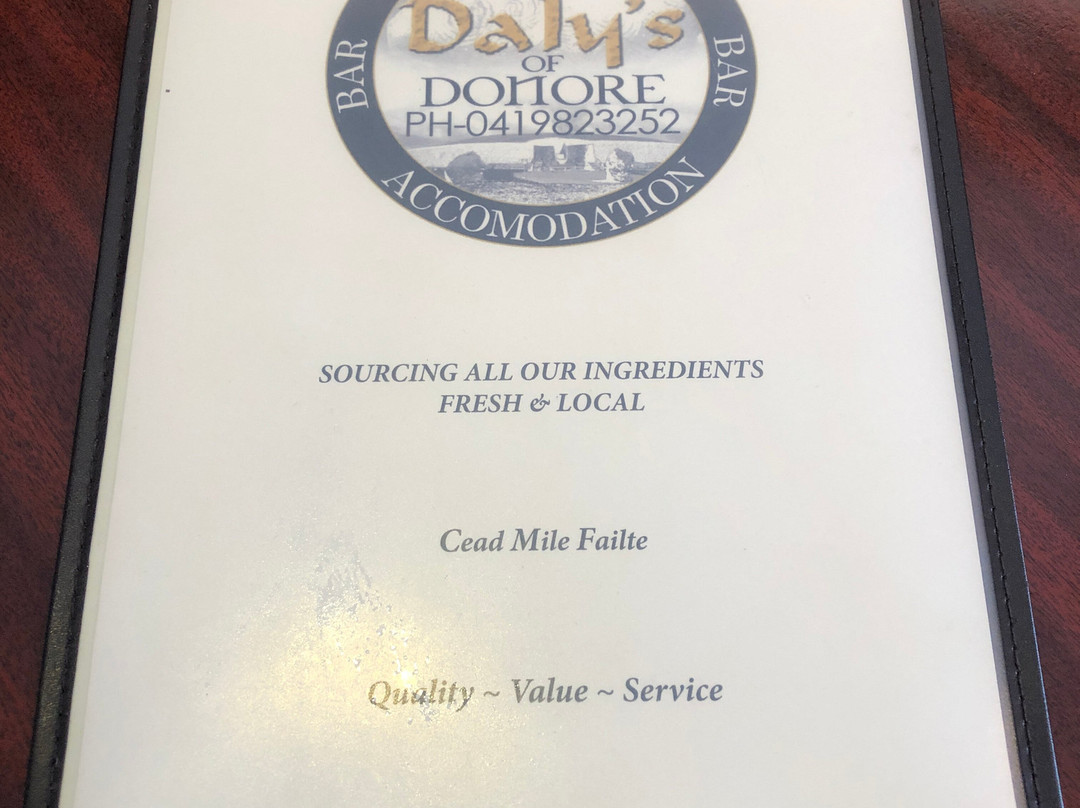 Daly's
OF
DONORE
PH-0419823252
BAR
BAR
ACCOMODATION
SOURCING ALL OUR INGREDIENTS
FRESH & LOCAL
Cead Mile Failte
Quality ~ Value ~ Service